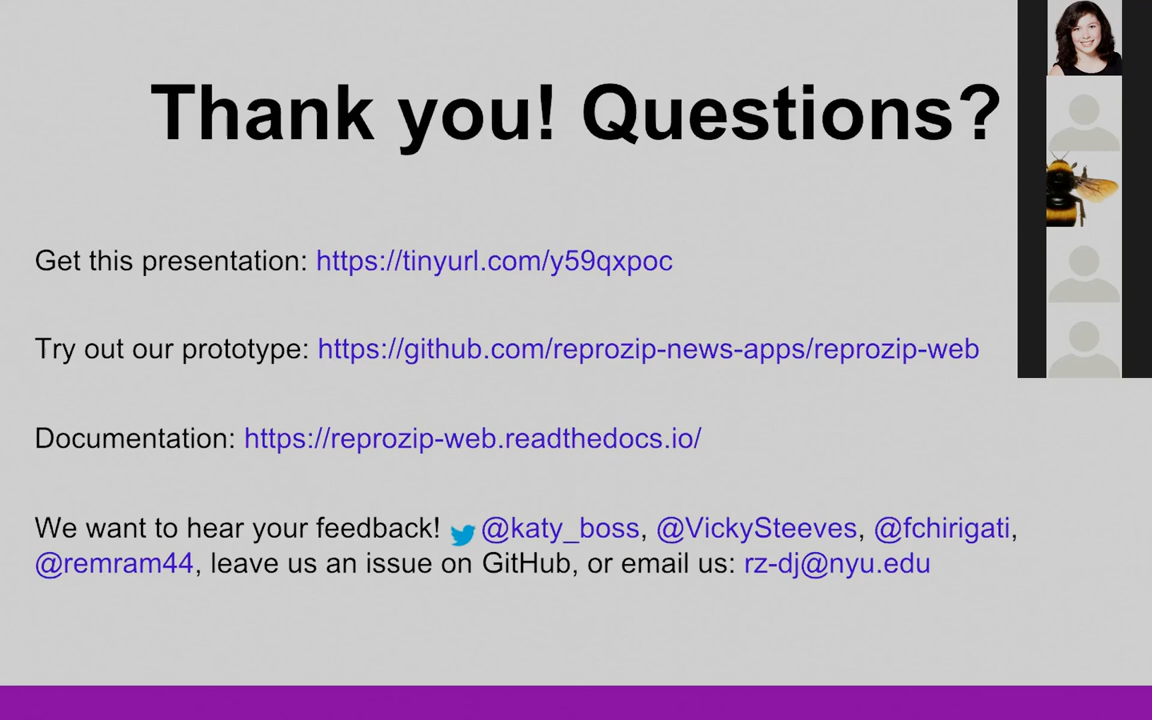 Thank you! Questions?
Get this presentation: https://tinyurl.com/y59qxpoc
Try out our prototype: https://github.com/reprozip-news-apps/reprozip-web
Documentation: https://reprozip-web.readthedocs.io/
We want to hear your feedback! @katy_boss, @VickySteeves, @fchirigati,
@remram44, leave us an issue on GitHub, or email us: rz-dj@nyu.edu